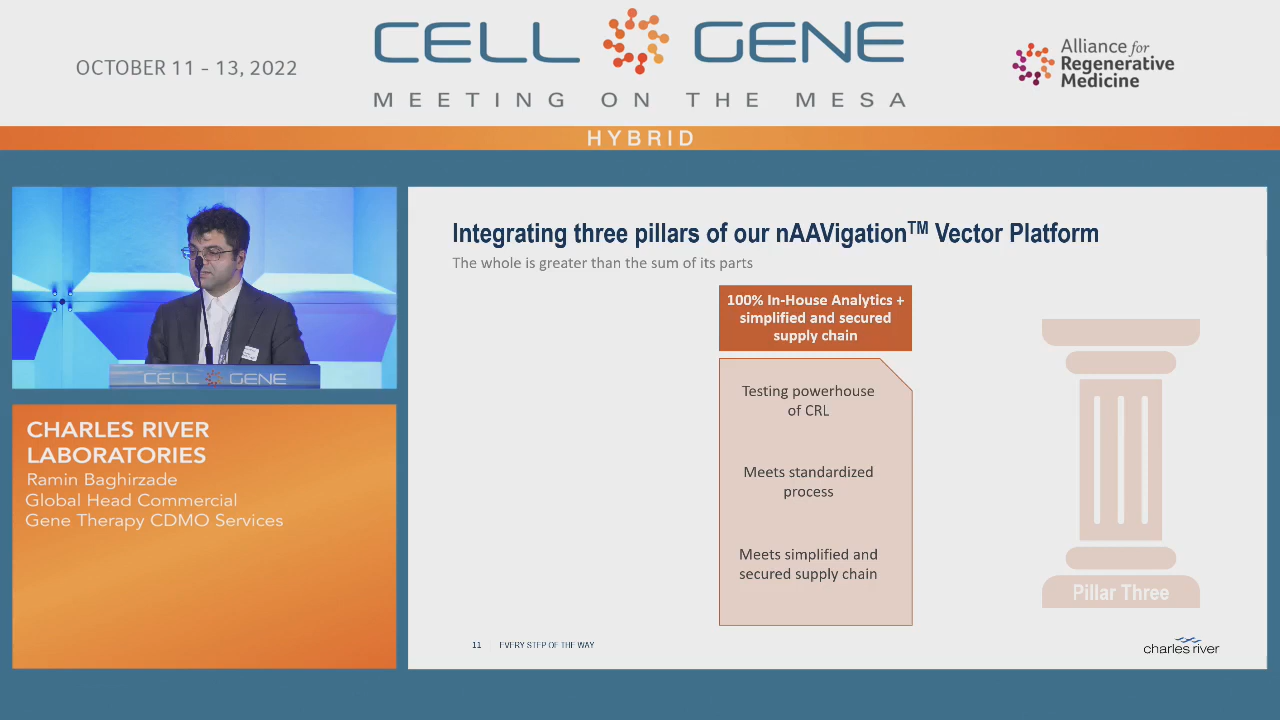 OCTOBER 11 - 13, 2022
CELL GENE
MEETING ON THE MESA
Alliance for
Regenerative
Medicine
HYBRID
CELL GENE
CHARLES RIVER
LABORATORIES
Ramin Baghirzade
Global Head Commercial
Gene Therapy CDMO Services
Integrating three pillars of our nAAVigation™ Vector Platform
The whole is greater than the sum of its parts
100% In-House Analytics +
simplified and secured
supply chain
Testing powerhouse
of CRL
Meets standardized
process
Meets simplified and
secured supply chain
Pillar Three
11 EVERY STEP OF THE WAY
charles river